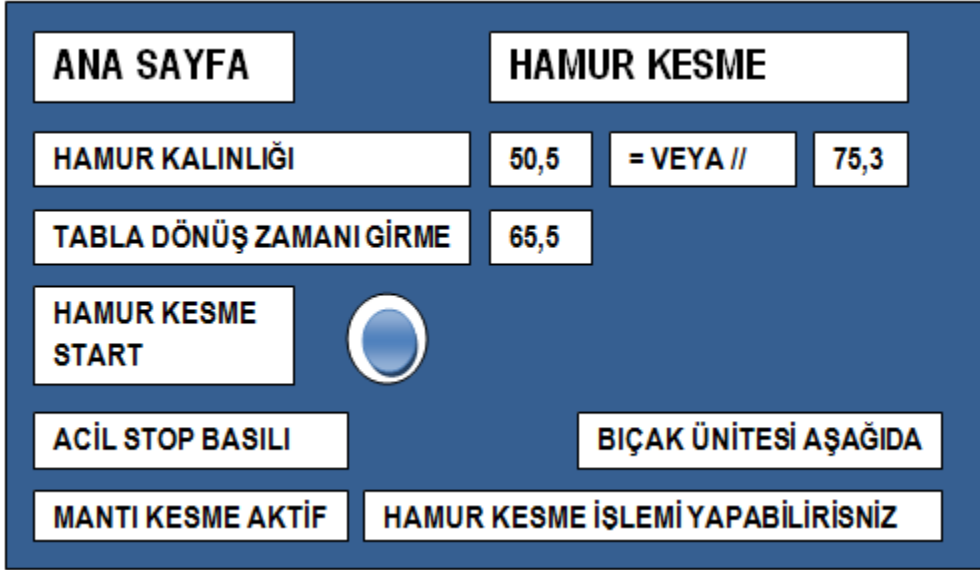 ANA SAYFA HAMUR KESME
HAMUR KALINLIĞI 50,5 = VEYA // 75,3
TABLA DÖNÜŞ ZAMANI GİRME 65,5
HAMUR KESME
START
ACİL STOP BASILI BIÇAK ÜNİTESİ AŞAĞIDA
MANTI KESME AKTİF HAMUR KESME İŞLEMİ YAPABİLİRİSNİZ